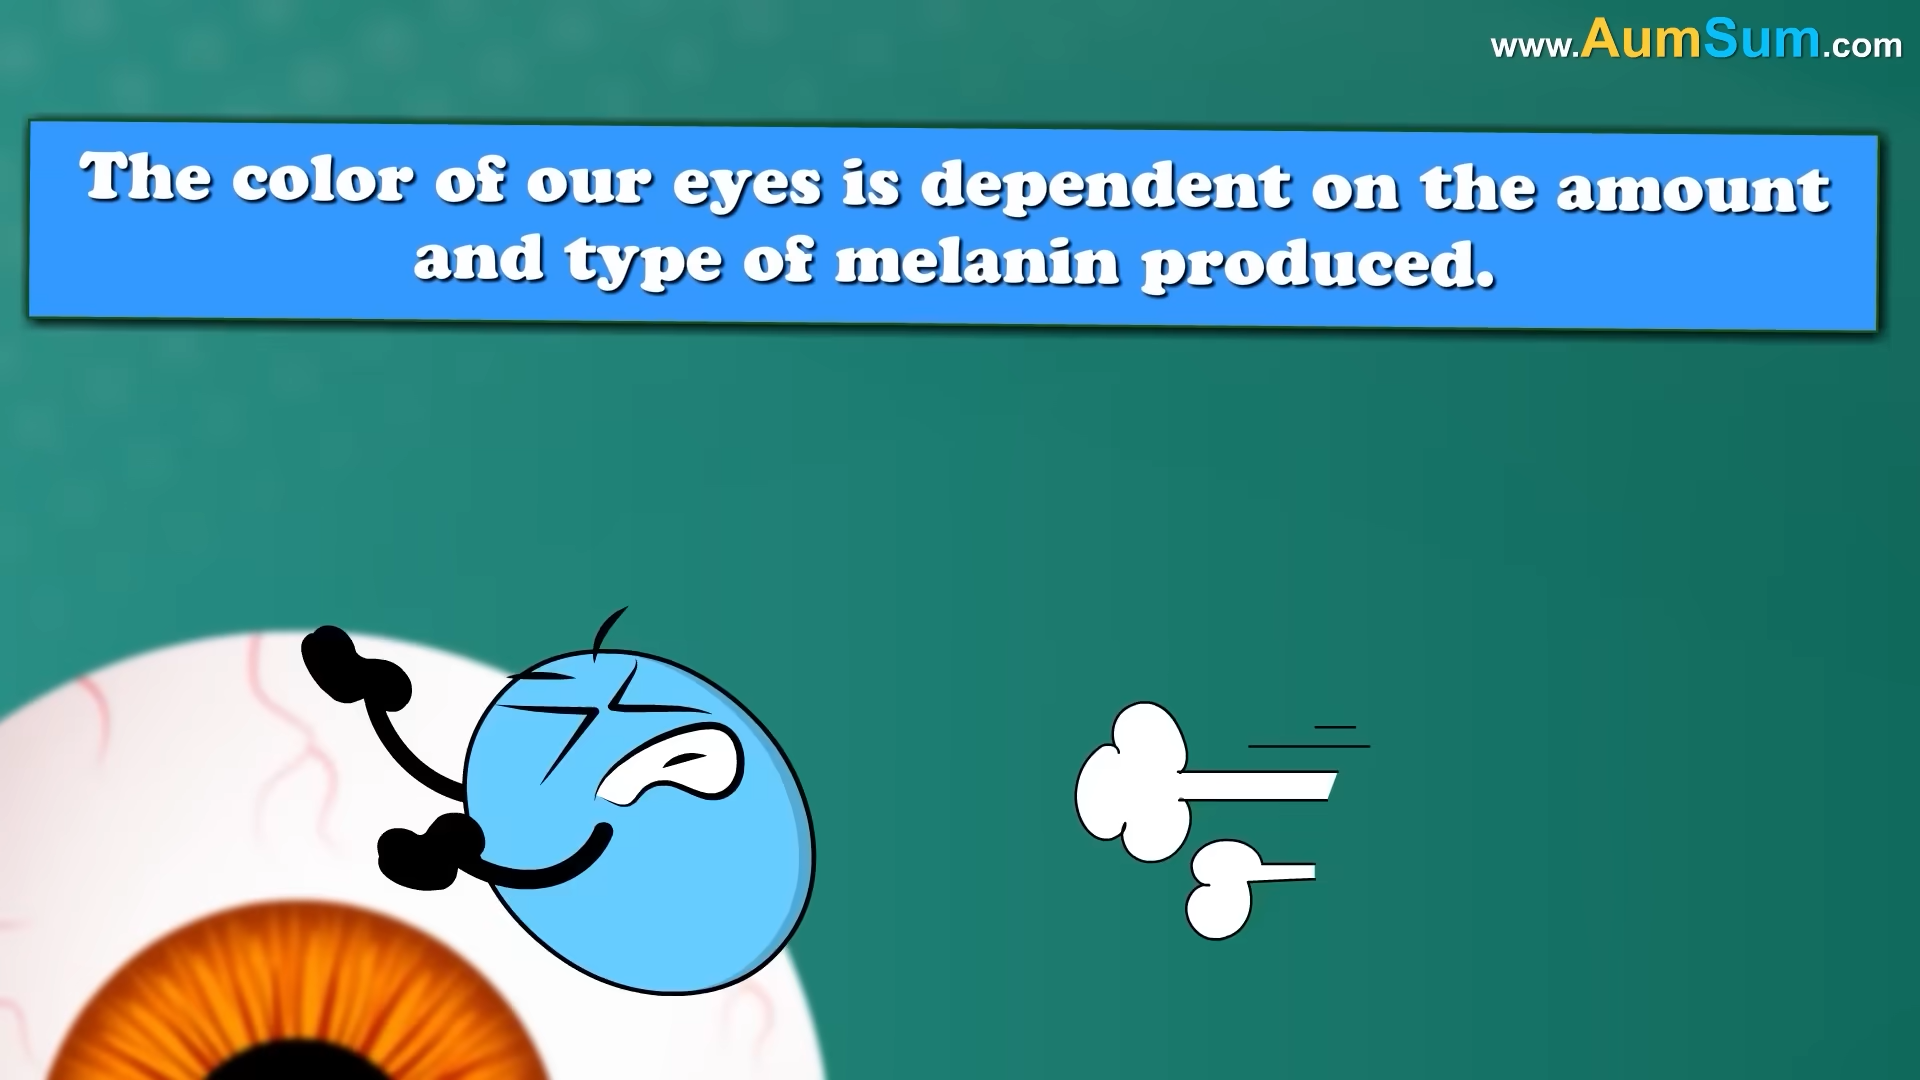 www.AumSum.com
The color of our eyes is dependent on the amount
and type of melanin produced.